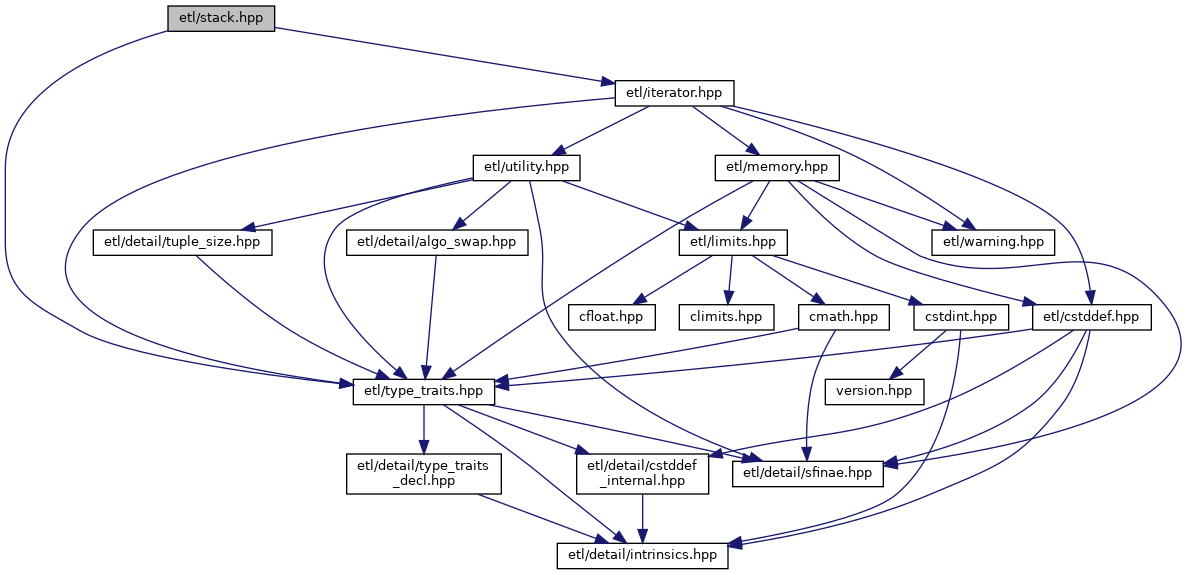 etl/stack.hpp
etl/iterator.hpp
etl/utility.hpp
etl/memory.hpp
etl/detail/tuple_size.hpp
etl/detail/algo_swap.hpp
etl/limits.hpp
etl/warning.hpp
cfloat.hpp
climits.hpp
cmath.hpp
cstdint.hpp
etl/cstddef.hpp
etl/type_traits.hpp
version.hpp
etl/detail/type_traits
_decl.hpp
etl/detail/cstddef
_internal.hpp
etl/detail/sfinae.hpp
etl/detail/intrinsics.hpp